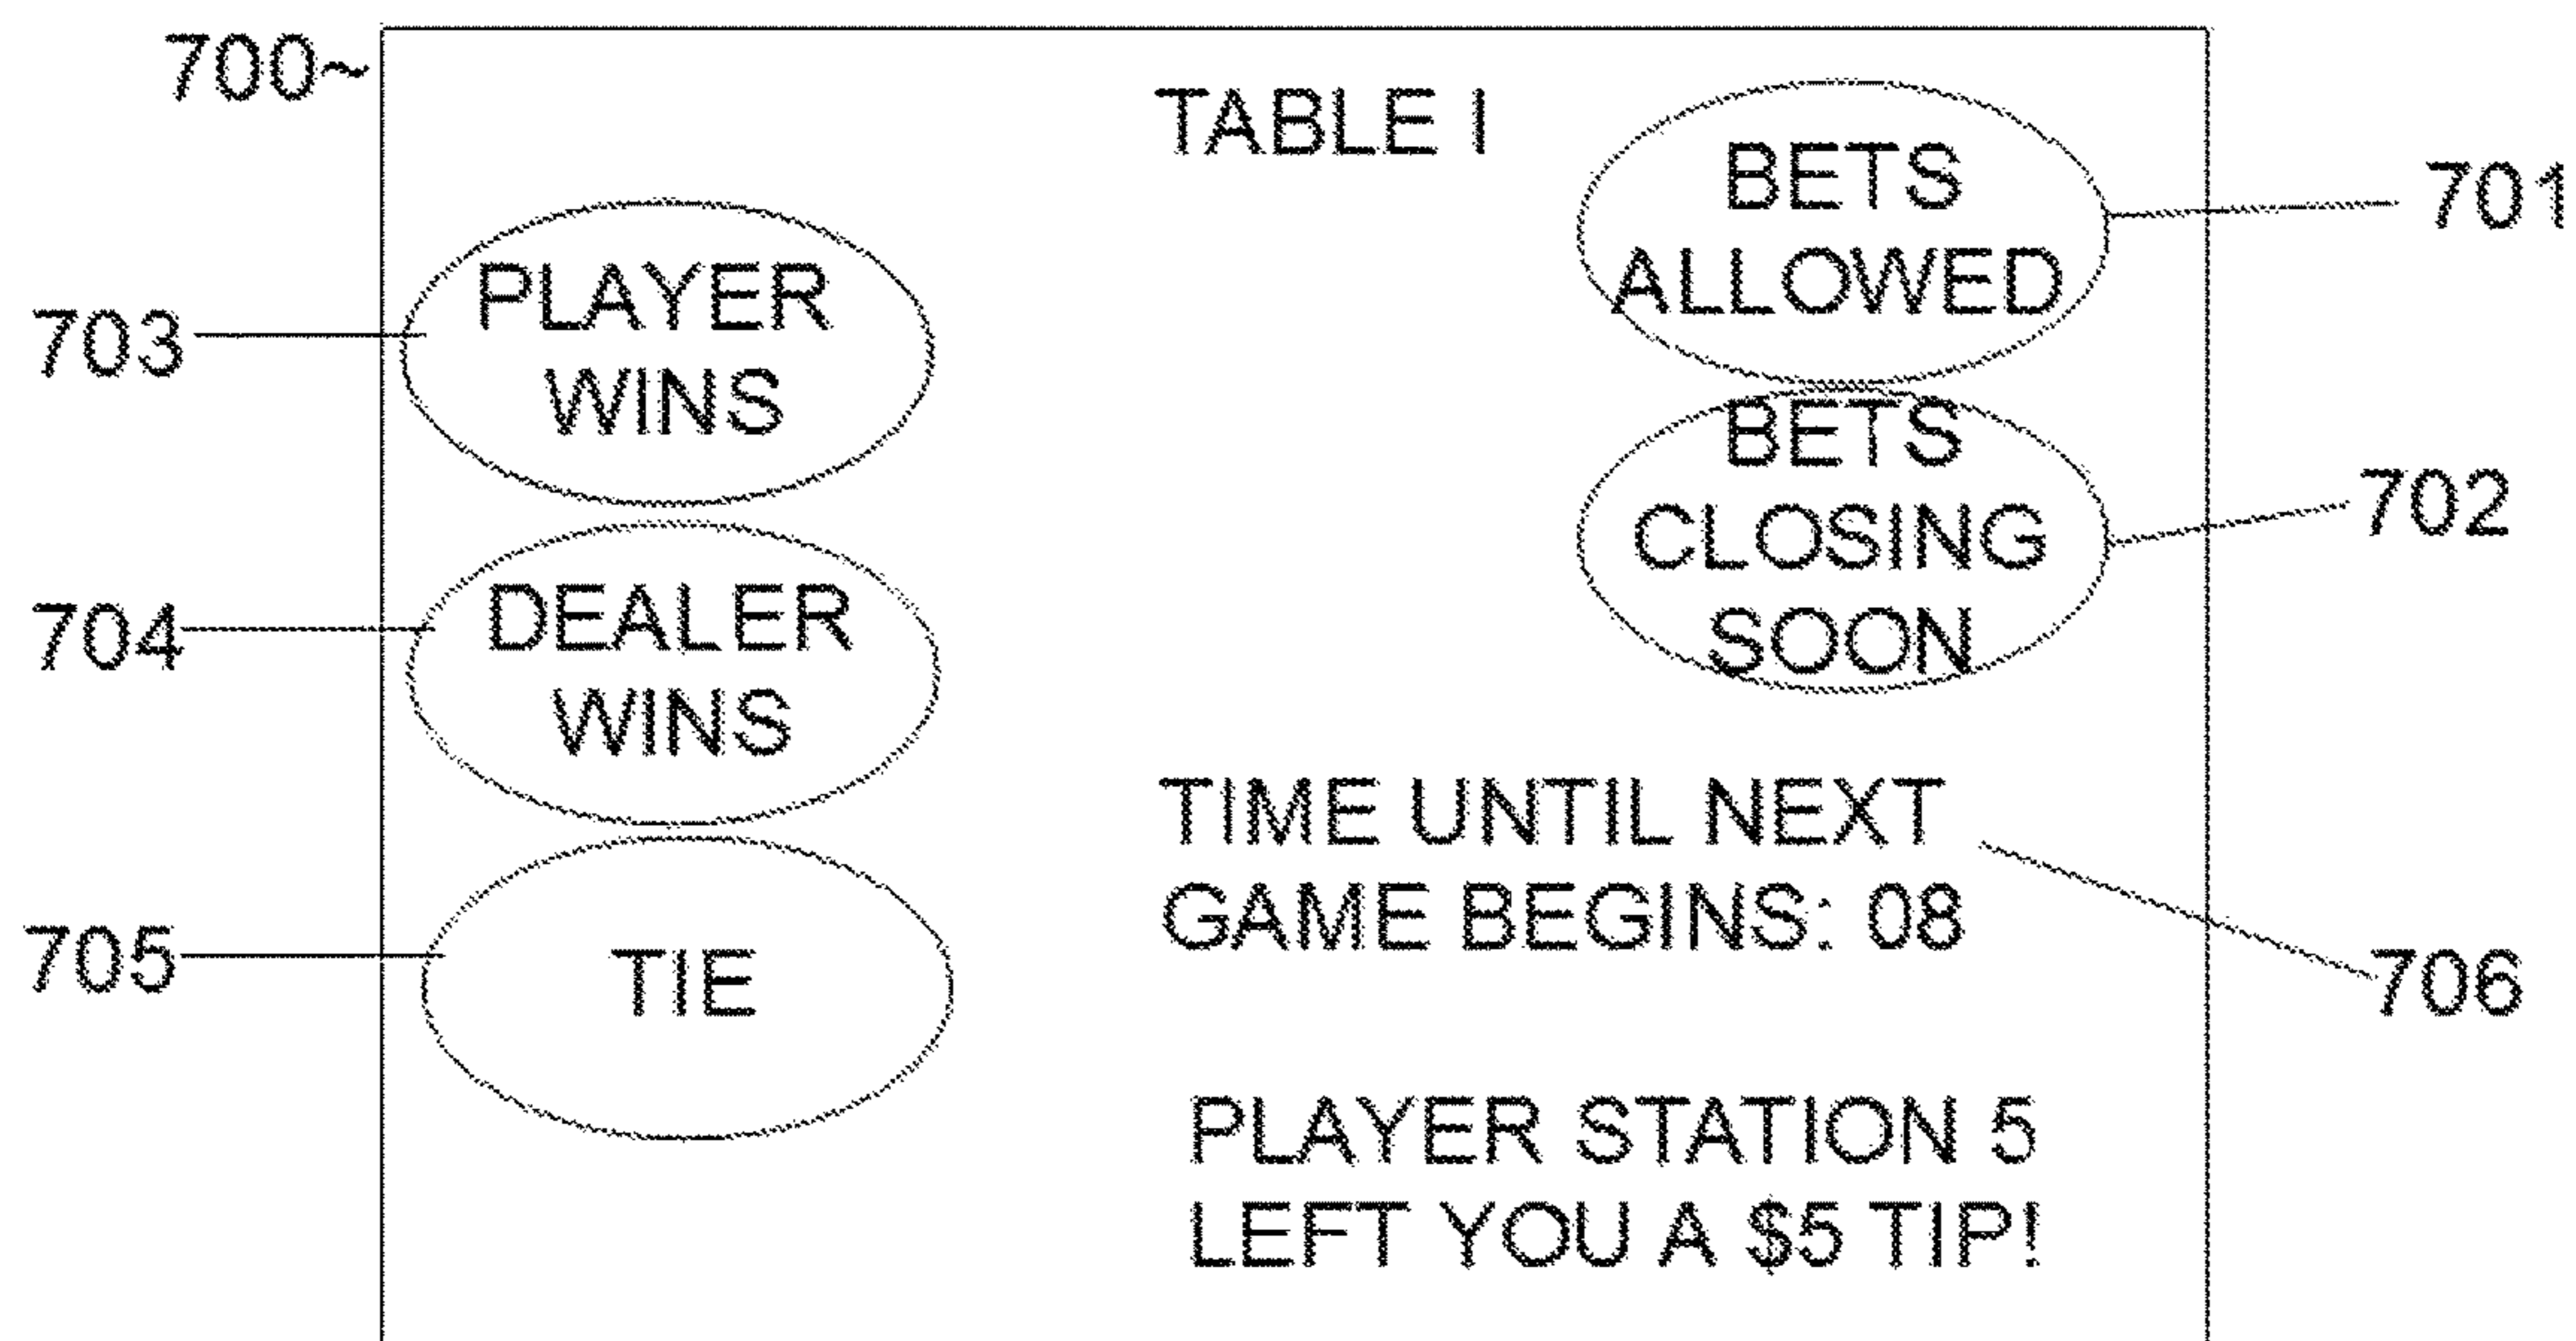 700~
TABLE I
BETS
ALLOWED
701
PLAYER
WINS
703
BETS
CLOSING
SOON
702
DEALER
WINS
704
TIME UNTIL NEXT
GAME BEGINS: 08
706
TIE
705
PLAYER STATION 5
LEFT YOU A $5 TIP!